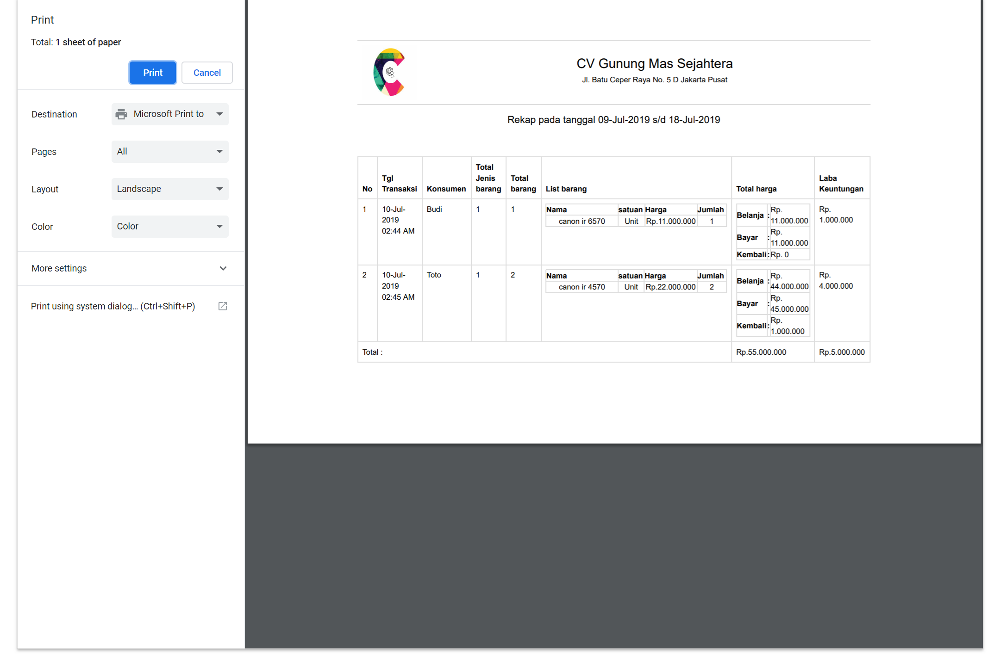 Print
Total: 1 sheet of paper
Print Cancel
Destination Microsoft Print to
Pages All
Layout Landscape
Color Color
More settings
Print using system dialog... (Ctrl+Shift+P)
CV Gunung Mas Sejahtera
Jl. Batu Ceper Raya No. 5 D Jakarta Pusat
Rekap pada tanggal 09-Jul-2019 s/d 18-Jul-2019
No
Tgl
Transaksi
Konsumen
Total
Jenis
barang
Total
barang
List barang
Total harga
Laba
Keuntungan
1
10-Jul-
2019
02:44 AM
Budi
1
1
Nama satuan Harga Jumlah
canon ir 6570 Unit Rp.11.000.000 1
Belanja : Rp.
11.000.000
Bayar : Rp.
11.000.000
Kembali : Rp. 0
Rp.
1.000.000
2
10-Jul-
2019
02:45 AM
Toto
1
2
Nama satuan Harga Jumlah
canon ir 4570 Unit Rp.22.000.000 2
Belanja : Rp.
44.000.000
Bayar : Rp.
45.000.000
Kembali : Rp.
1.000.000
Rp.
4.000.000
Total : Rp.55.000.000 Rp.5.000.000